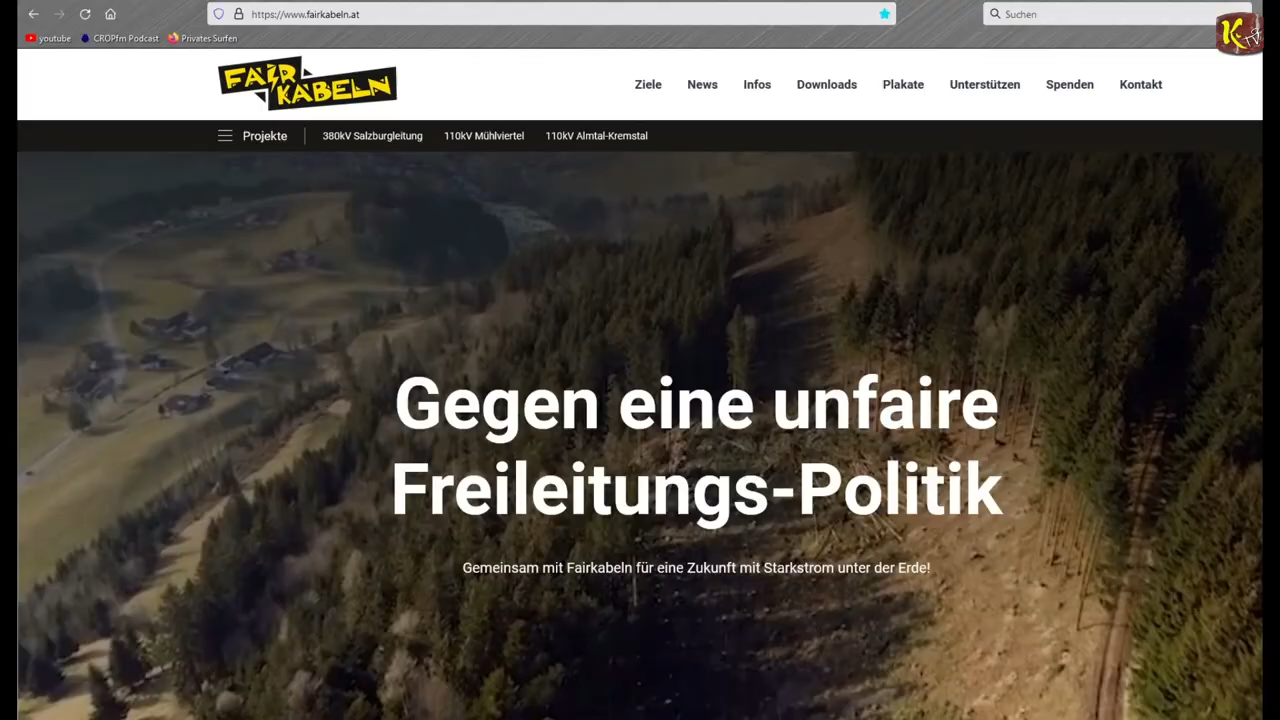 https://www.fairkabeln.at
Suchen
youtube
CROPfm Podcast
Privates Surfen
K TV
FAIR KABELN
Ziele
News
Infos
Downloads
Plakate
Unterstützen
Spenden
Kontakt
Projekte
380kV Salzburgleitung
110kV Mühlviertel
110kV Almtal-Kremstal
Gegen eine unfaire
Freileitungs-Politik
Gemeinsam mit Fairkabeln für eine Zukunft mit Starkstrom unter der Erde!